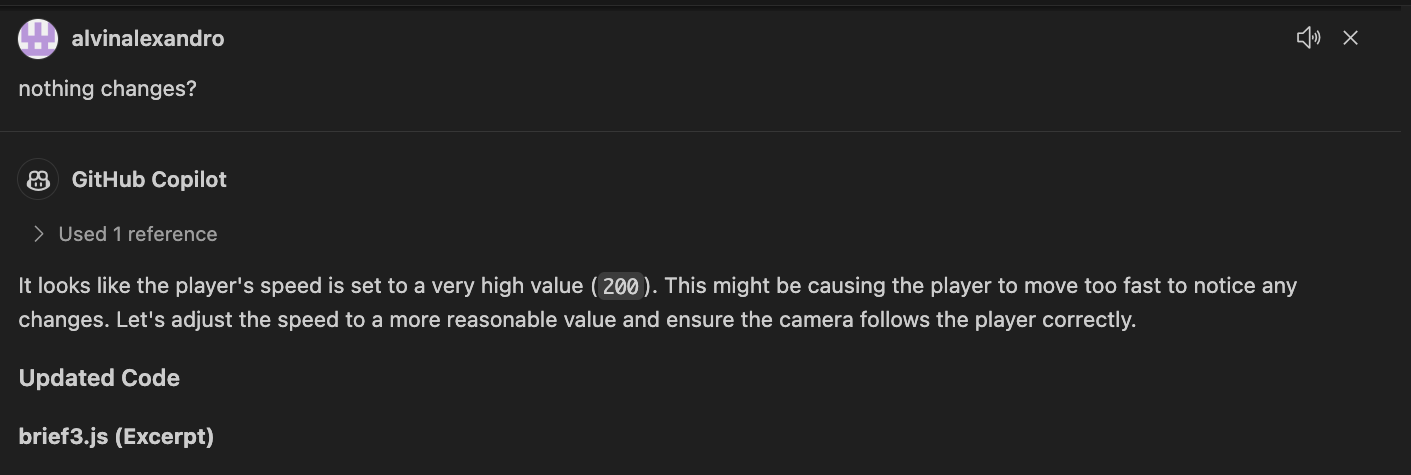 alvinalexandro
nothing changes?
GitHub Copilot
Used 1 reference
It looks like the player's speed is set to a very high value (200). This might be causing the player to move too fast to notice any
changes. Let's adjust the speed to a more reasonable value and ensure the camera follows the player correctly.
Updated Code
brief3.js (Excerpt)